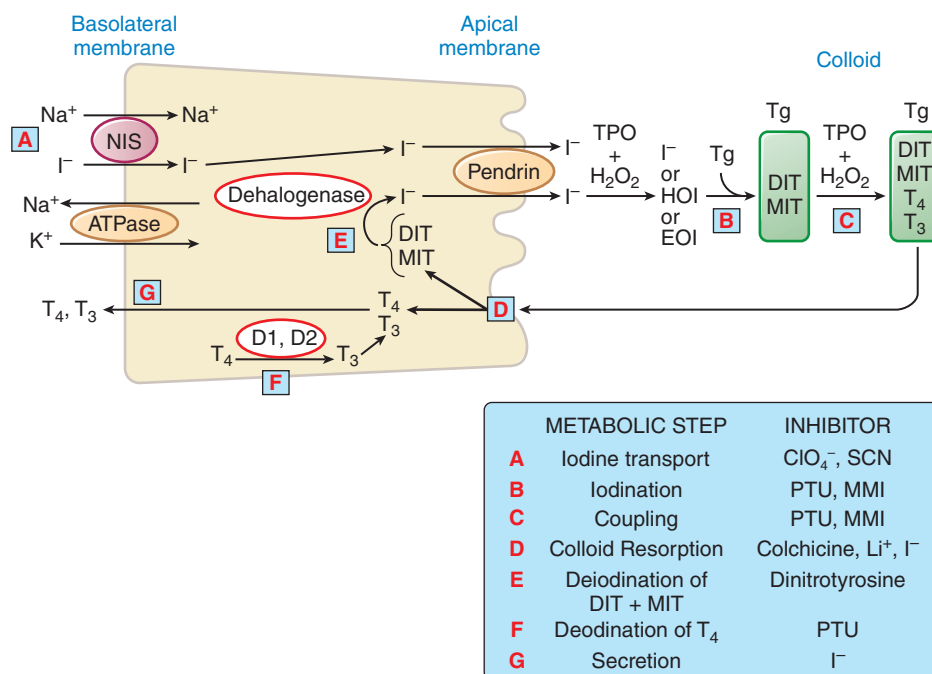 Basolateral
membrane
Apical
membrane
Colloid
A
Na⁺
Na⁺
NIS
I⁻
I⁻
I⁻
I⁻
Na⁺
ATPase
K⁺
Dehalogenase
I⁻
Pendrin
I⁻
E
DIT
MIT
TPO
+
H₂O₂
I⁻
or
HOI
or
EOI
Tg
B
Tg
DIT
MIT
TPO
+
H₂O₂
C
Tg
DIT
MIT
T₄
T₃
D
G
T₄, T₃
T₄
T₃
D1, D2
T₄
T₃
F
METABOLIC STEP INHIBITOR
A Iodine transport ClO₄⁻, SCN
B Iodination PTU, MMI
C Coupling PTU, MMI
D Colloid Resorption Colchicine, Li⁺, I⁻
E Deiodination of Dinitrotyrosine
DIT + MIT
F Deodination of T₄ PTU
G Secretion I⁻